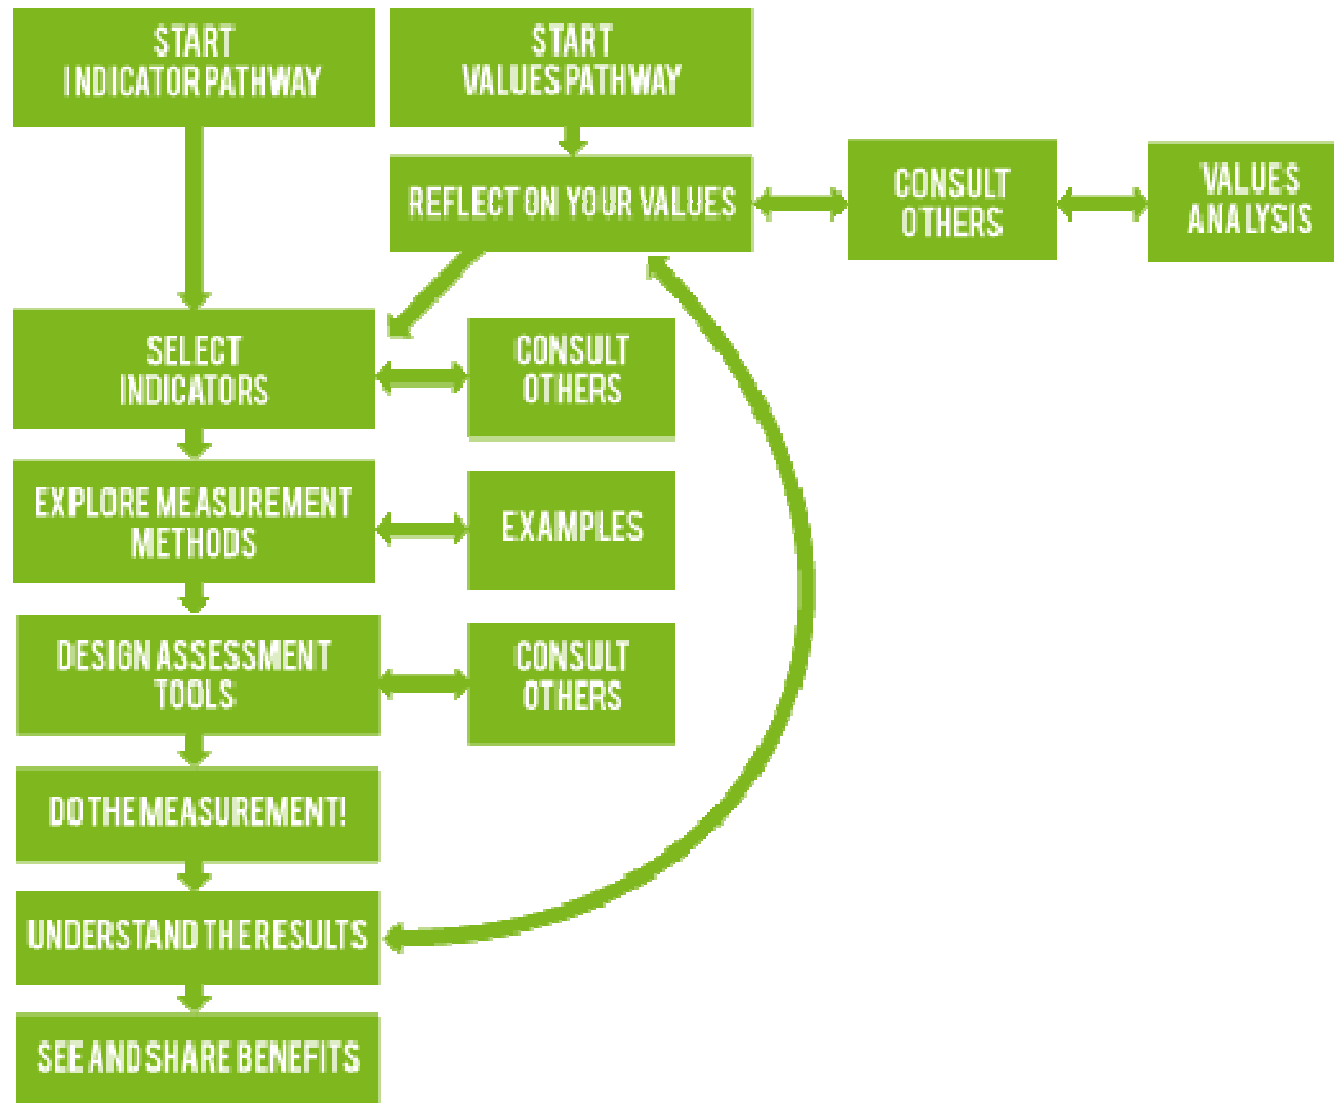 START
INDICATOR PATHWAY
START
VALUES PATHWAY
REFLECT ON YOUR VALUES
CONSULT
OTHERS
VALUES
ANALYSIS
SELECT
INDICATORS
CONSULT
OTHERS
EXPLORE MEASUREMENT
METHODS
EXAMPLES
DESIGN ASSESSMENT
TOOLS
CONSULT
OTHERS
DO THE MEASUREMENT!
UNDERSTAND THE RESULTS
SEE AND SHARE BENEFITS